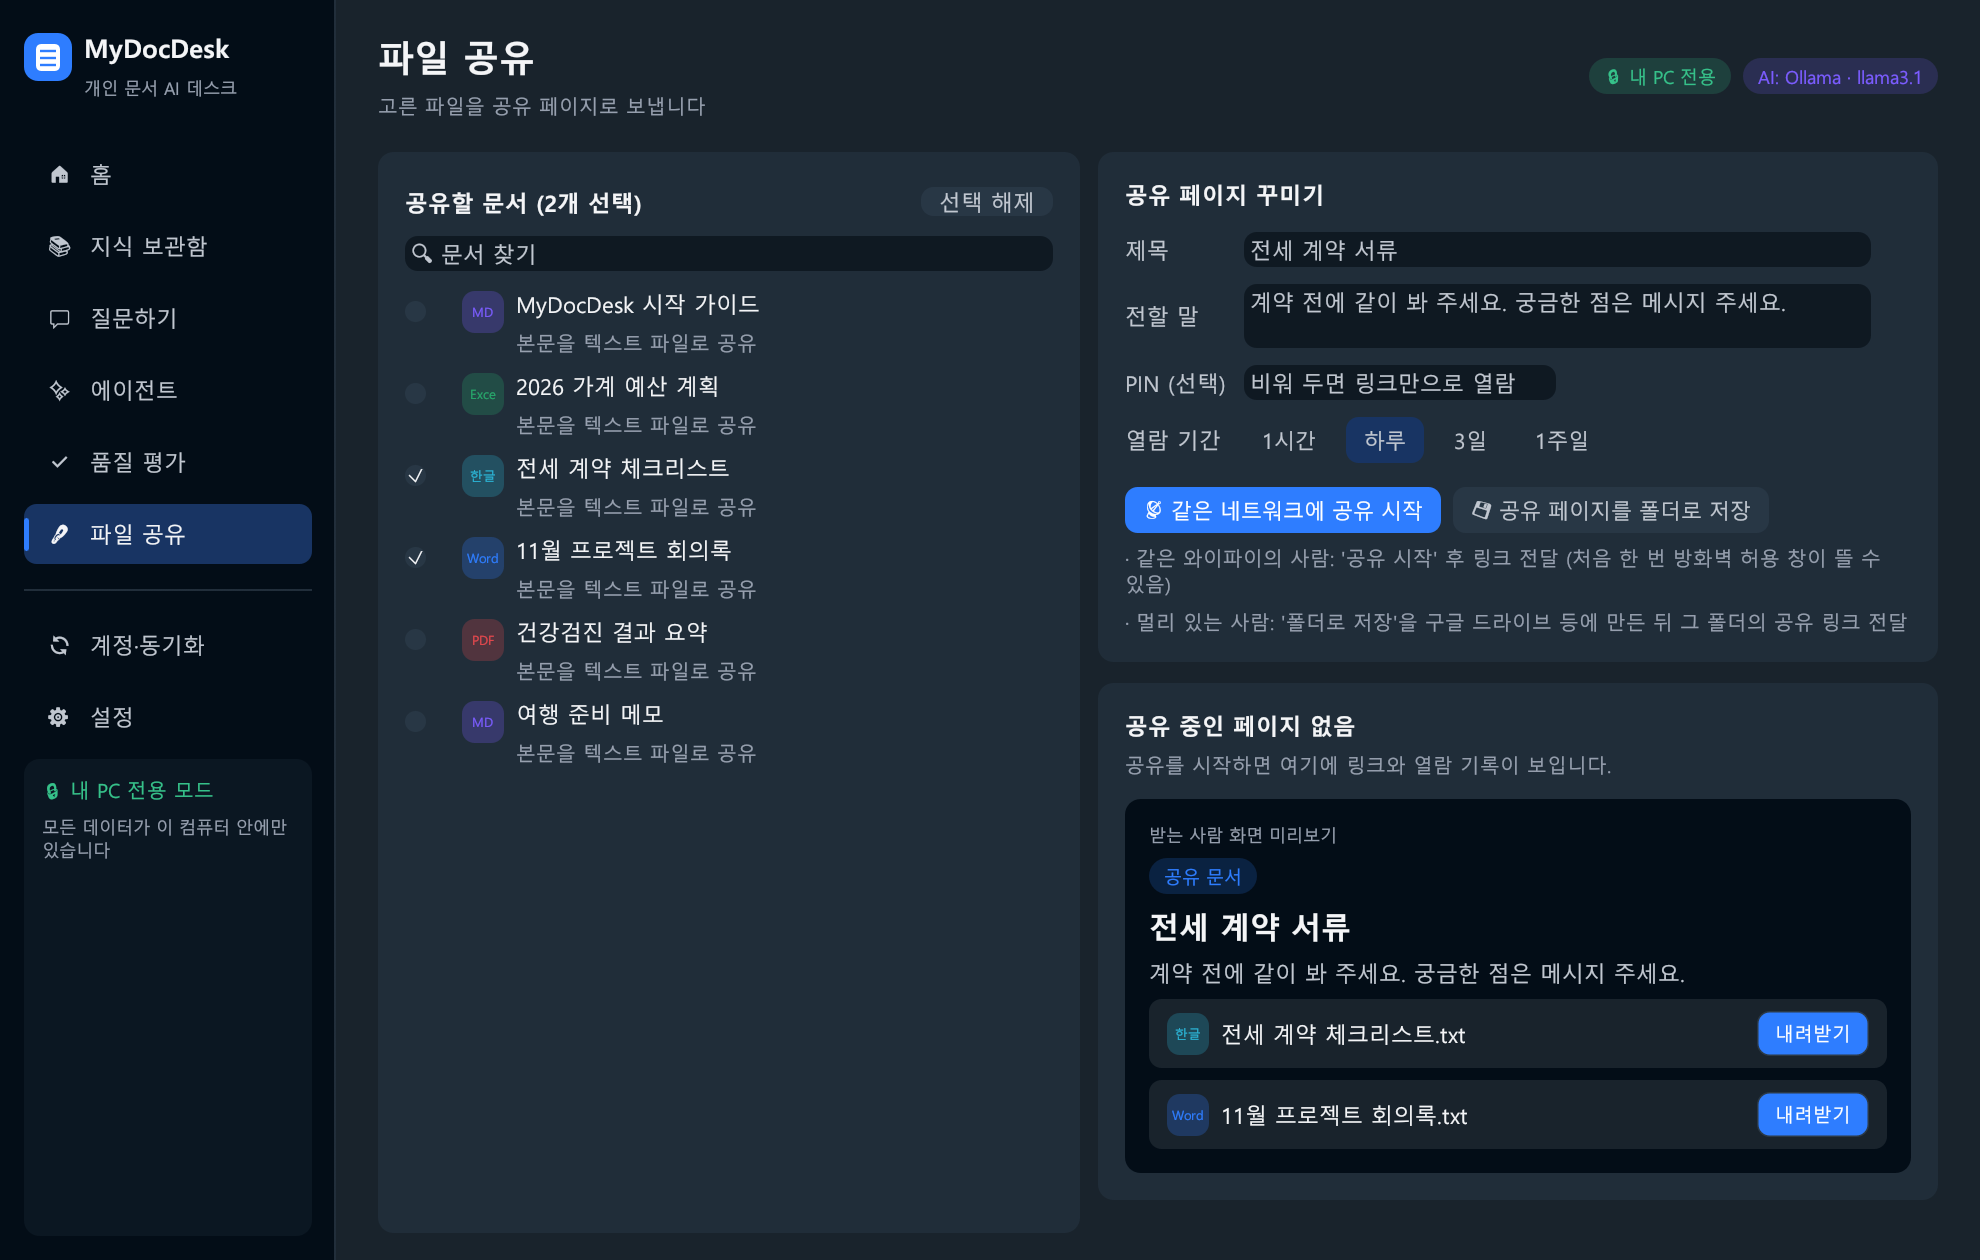 MyDocDesk
개인 문서 AI 데스크
홈
지식 보관함
질문하기
에이전트
품질 평가
파일 공유
계정·동기화
설정
내 PC 전용 모드
모든 데이터가 이 컴퓨터 안에만
있습니다
파일 공유
고른 파일을 공유 페이지로 보냅니다
내 PC 전용
AI: Ollama · llama3.1
공유할 문서 (2개 선택)
선택 해제
문서 찾기
MD MyDocDesk 시작 가이드
본문을 텍스트 파일로 공유
Exce 2026 가계 예산 계획
본문을 텍스트 파일로 공유
한글 전세 계약 체크리스트
본문을 텍스트 파일로 공유
Word 11월 프로젝트 회의록
본문을 텍스트 파일로 공유
PDF 건강검진 결과 요약
본문을 텍스트 파일로 공유
MD 여행 준비 메모
본문을 텍스트 파일로 공유
공유 페이지 꾸미기
제목 전세 계약 서류
전할 말 계약 전에 같이 봐 주세요. 궁금한 점은 메시지 주세요.
PIN (선택) 비워 두면 링크만으로 열람
열람 기간 1시간 하루 3일 1주일
같은 네트워크에 공유 시작 공유 페이지를 폴더로 저장
· 같은 와이파이의 사람: '공유 시작' 후 링크 전달 (처음 한 번 방화벽 허용 창이 뜰 수
있음)
· 멀리 있는 사람: '폴더로 저장'을 구글 드라이브 등에 만든 뒤 그 폴더의 공유 링크 전달
공유 중인 페이지 없음
공유를 시작하면 여기에 링크와 열람 기록이 보입니다.
받는 사람 화면 미리보기
공유 문서
전세 계약 서류
계약 전에 같이 봐 주세요. 궁금한 점은 메시지 주세요.
한글 전세 계약 체크리스트.txt 내려받기
Word 11월 프로젝트 회의록.txt 내려받기